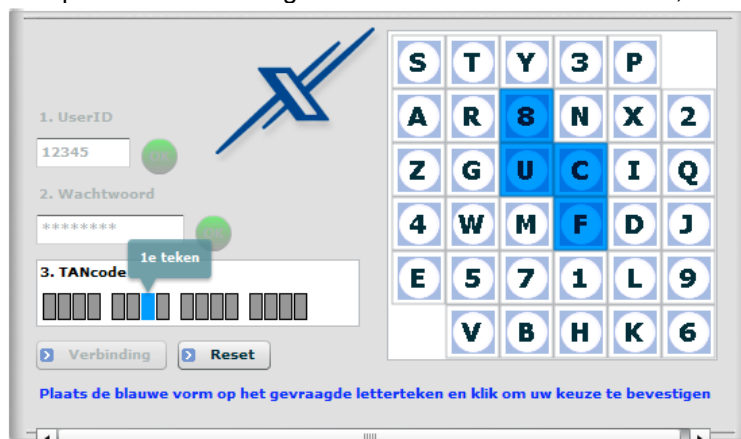 1. UserID
12345
OK
2. Wachtwoord
********
1e teken
3. TANcode
Verbinding
Reset
S T Y 3 P
A R 8 N X 2
Z G U C I Q
4 W M F D J
E 5 7 1 L 9
V B H K 6
Plaats de blauwe vorm op het gevraagde letterteken en klik om uw keuze te bevestigen